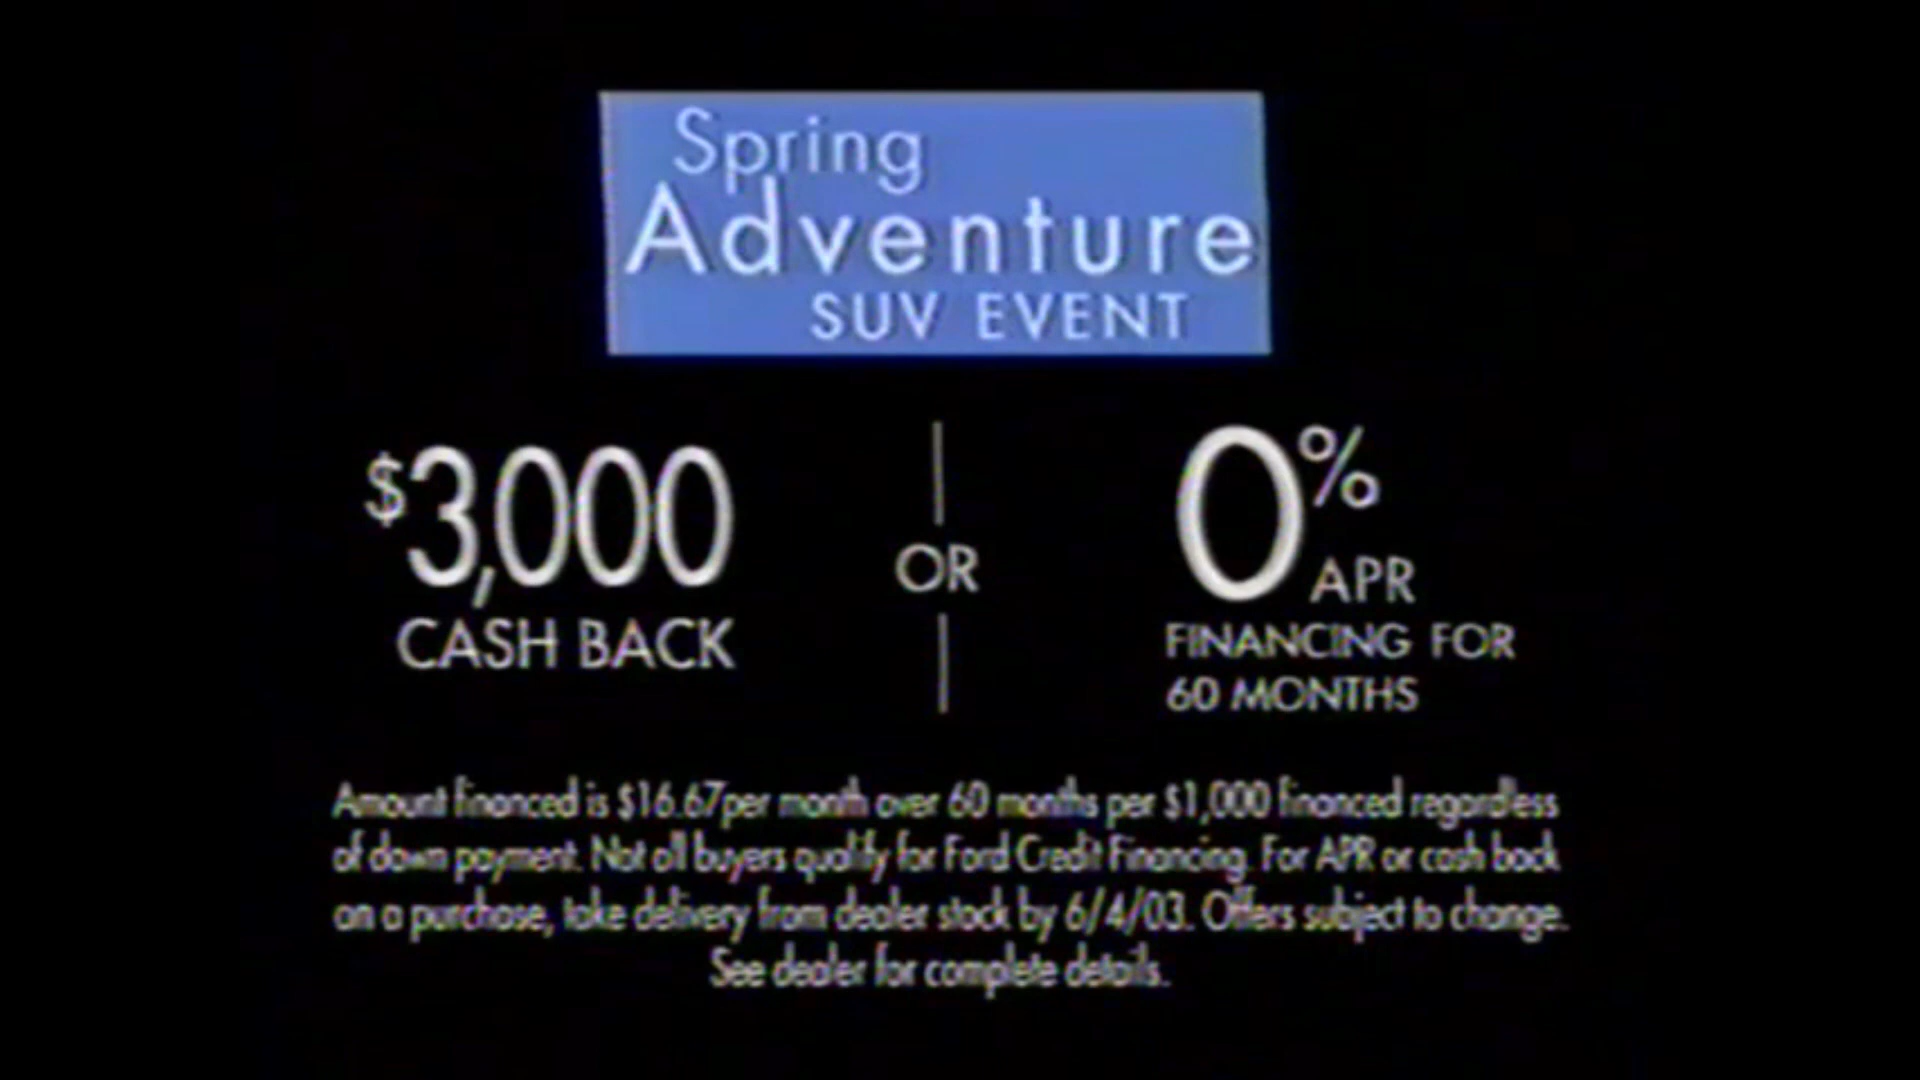 Spring
Adventure
SUV EVENT
$3,000
CASH BACK
OR
0%
APR
FINANCING FOR
60 MONTHS
Amount financed is $16.67per month over 60 months per $1,000 financed regardless
of down payment. Not all buyers qualify for Ford Credit Financing. For APR or cash back
on a purchase, take delivery from dealer stock by 6/4/03. Offers subject to change.
See dealer for complete details.